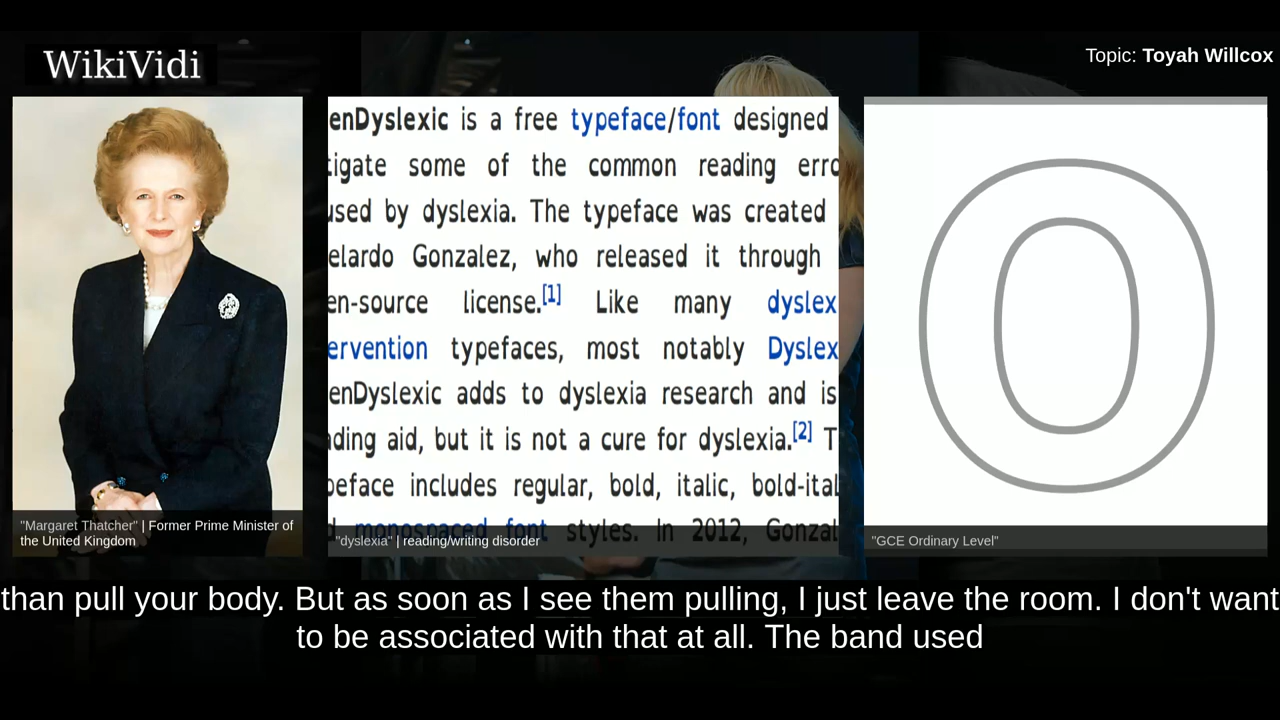 WikiVidi
Topic: Toyah Willcox
enDyslexic is a free typeface/font designed
tigate some of the common reading erro
used by dyslexia. The typeface was created
elardo Gonzalez, who released it through
en-source license.[1] Like many dyslex
ervention typefaces, most notably Dyslex
enDyslexic adds to dyslexia research and is
ading aid, but it is not a cure for dyslexia.[2] T
peface includes regular, bold, italic, bold-ital
d monospaced font styles. In 2012, Gonzal
O
"Margaret Thatcher" | Former Prime Minister of
the United Kingdom
"dyslexia" | reading/writing disorder
"GCE Ordinary Level"
than pull your body. But as soon as I see them pulling, I just leave the room. I don't want
to be associated with that at all. The band used